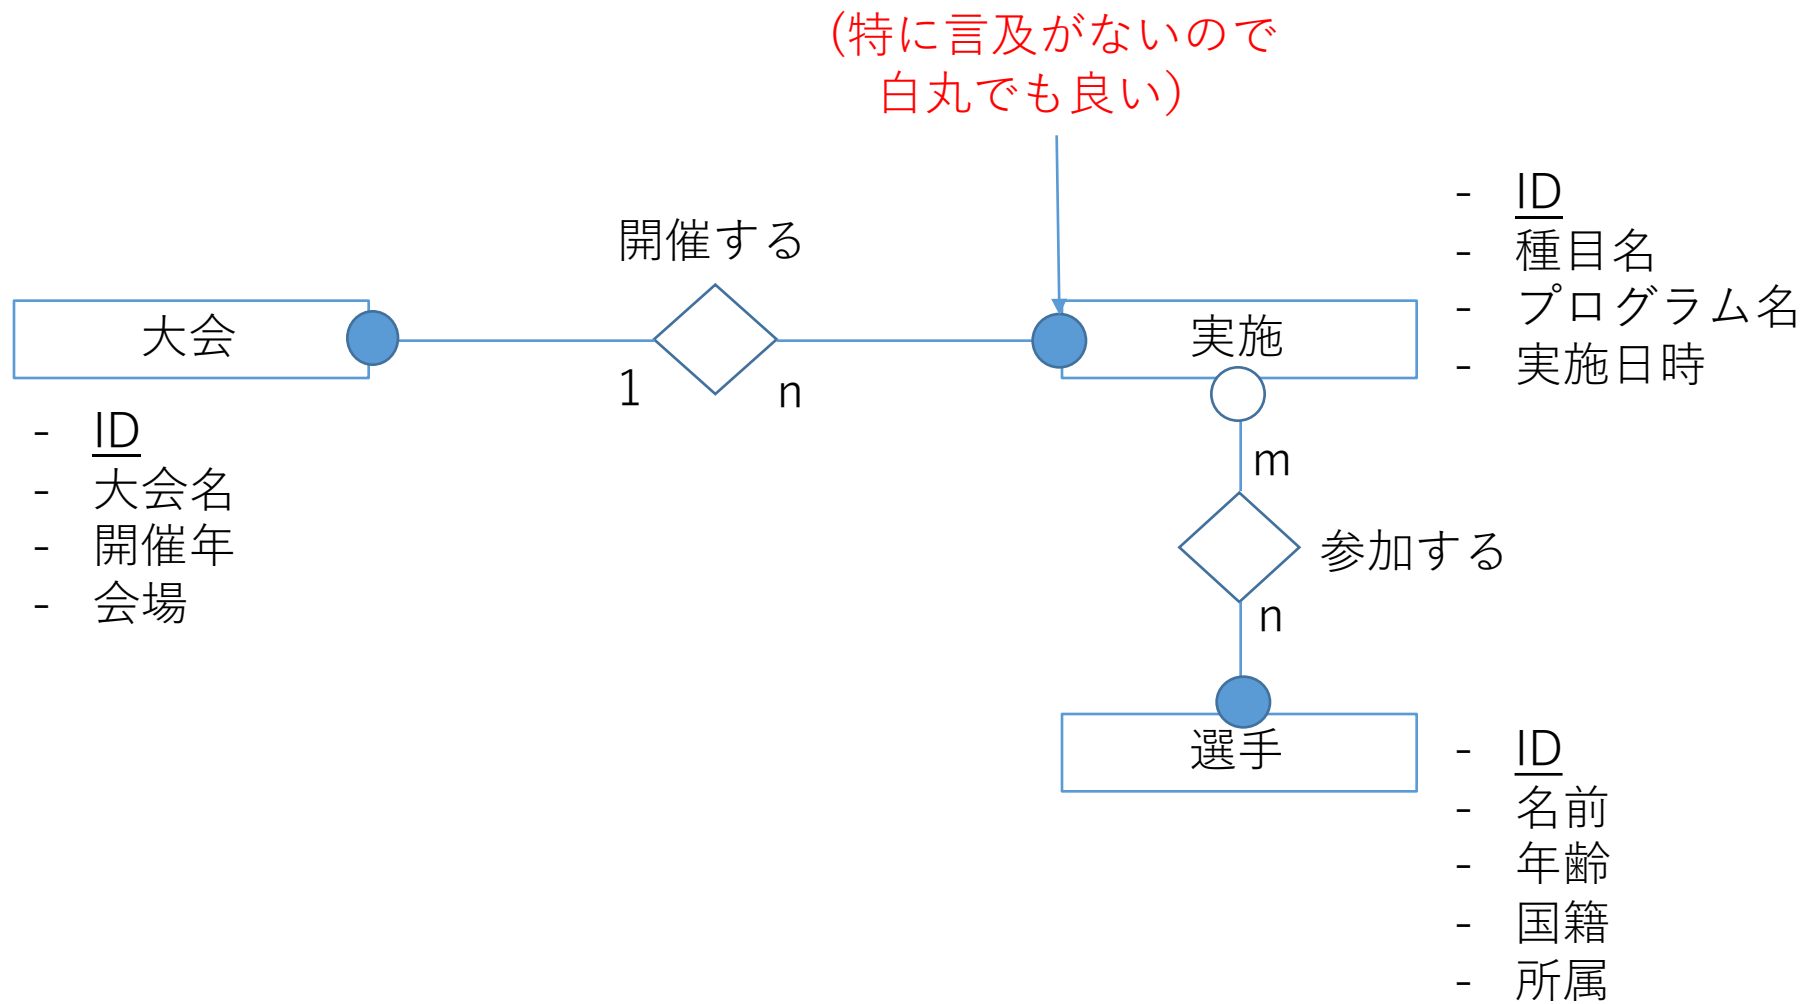 (特に言及がないので
白丸でも良い)
開催する
大会
1
n
実施
- ID
- 種目名
- プログラム名
- 実施日時
- ID
- 大会名
- 開催年
- 会場
m
参加する
n
選手
- ID
- 名前
- 年齢
- 国籍
- 所属